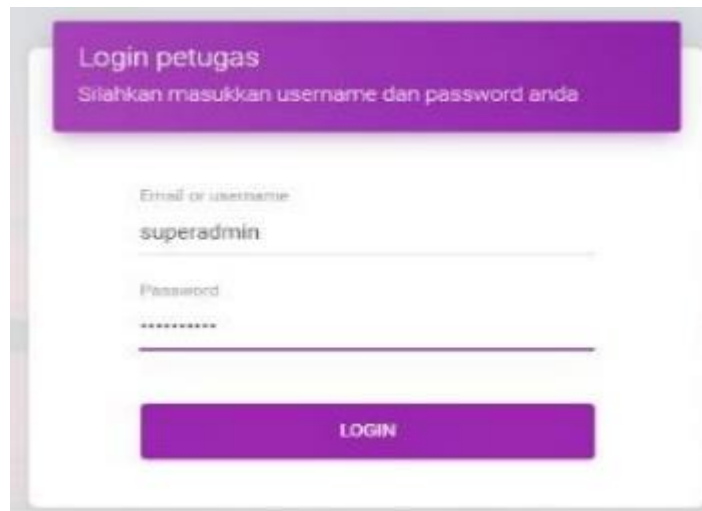 Login petugas
Silahkan masukkan username dan password anda
Email or username
superadmin
Password
••••••••••
LOGIN